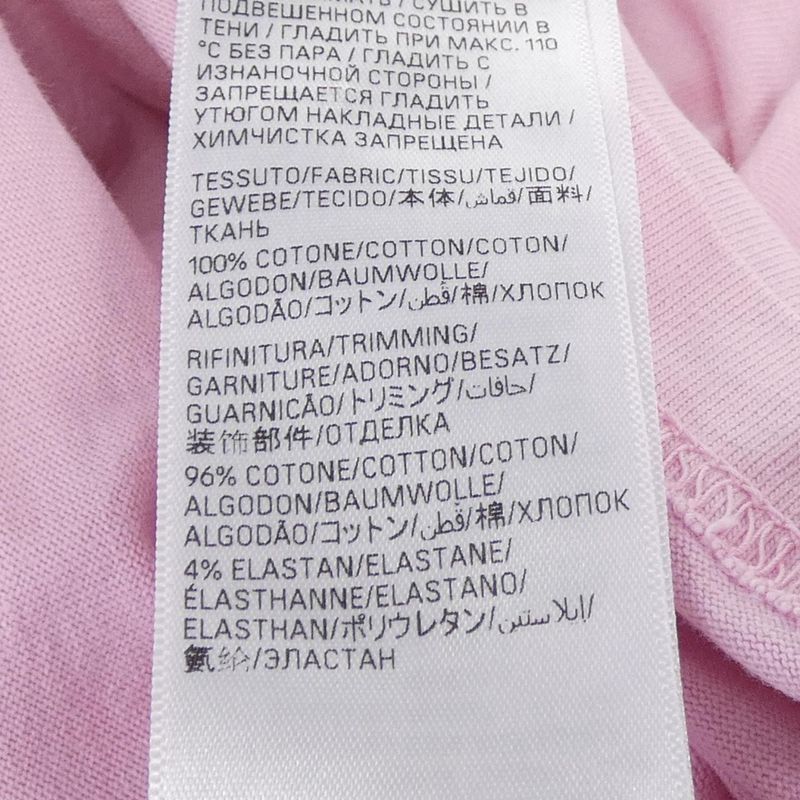 / СУШИТЬ В
ПОДВЕШЕННОМ СОСТОЯНИИ В
ТЕНИ / ГЛАДИТЬ ПРИ МАКС. 110
°C БЕЗ ПАРА / ГЛАДИТЬ С
ИЗНАНОЧНОЙ СТОРОНЫ /
ЗАПРЕЩАЕТСЯ ГЛАДИТЬ
УТЮГОМ НАКЛАДНЫЕ ДЕТАЛИ /
ХИМЧИСТКА ЗАПРЕЩЕНА
TESSUTO/FABRIC/TISSU/TEJIDO/
GEWEBE/TECIDO/本体/قماش/面料/
ТКАНЬ
100% COTONE/COTTON/COTON/
ALGODON/BAUMWOLLE/
ALGODÃO/コットン/قُطن/棉/ХЛОПОК
RIFINITURA/TRIMMING/
GARNITURE/ADORNO/BESATZ/
GUARNICÃO/トリミング/حافات/
装饰部件/ОТДЕЛКА
96% COTONE/COTTON/COTON/
ALGODON/BAUMWOLLE/
ALGODÃO/コットン/قُطن/棉/ХЛОПОК
4% ELASTAN/ELASTANE/
ÉLASTHANNE/ELASTANO/
ELASTHAN/ポリウレタン/إيلاستين/
氨纶/ЭЛАСТАН